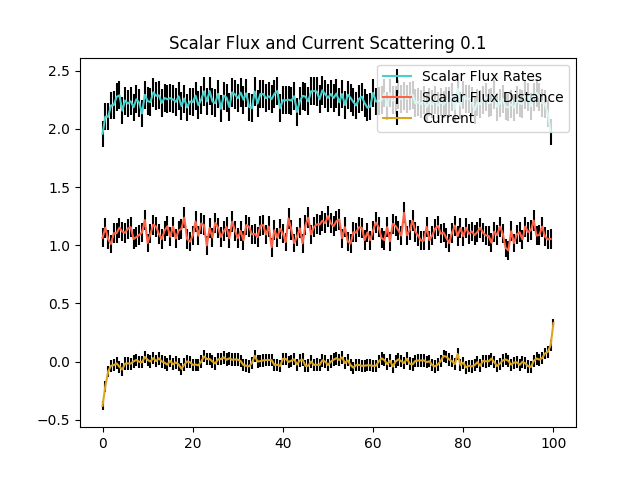 Scalar Flux and Current Scattering 0.1
Scalar Flux Rates
Scalar Flux Distance
Current
2.5
2.0
1.5
1.0
0.5
0.0
−0.5
0 20 40 60 80 100